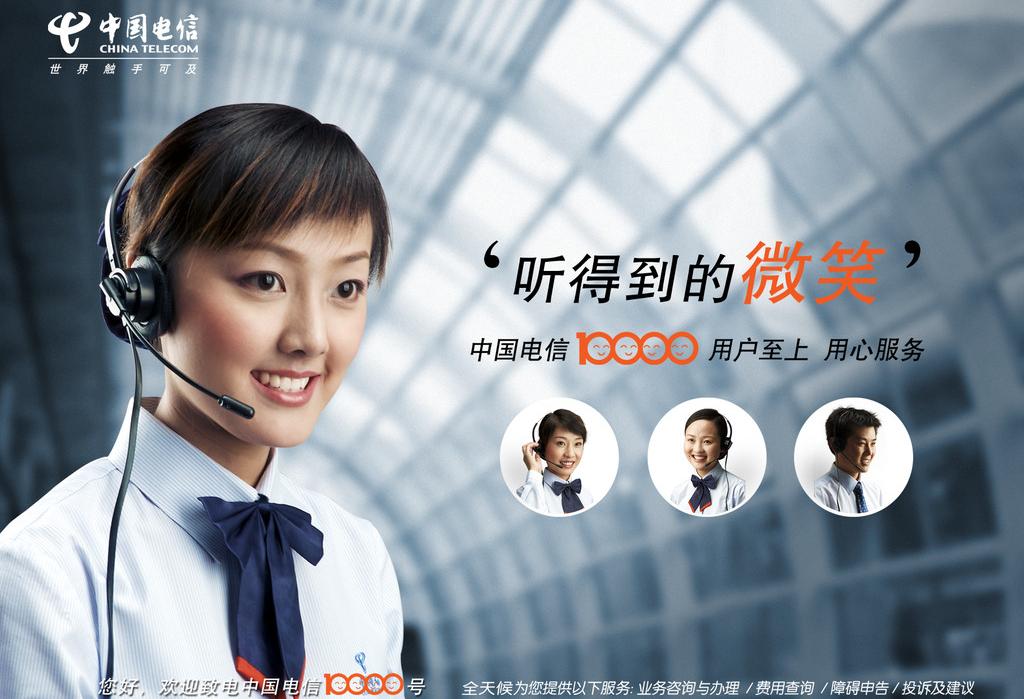 中国电信
CHINA TELECOM
世界触手可及
‘听得到的微笑’
中国电信10000 用户至上 用心服务
您好，欢迎致电中国电信10000号
全天候为您提供以下服务: 业务咨询与办理 / 费用查询 / 障碍申告 / 投诉及建议